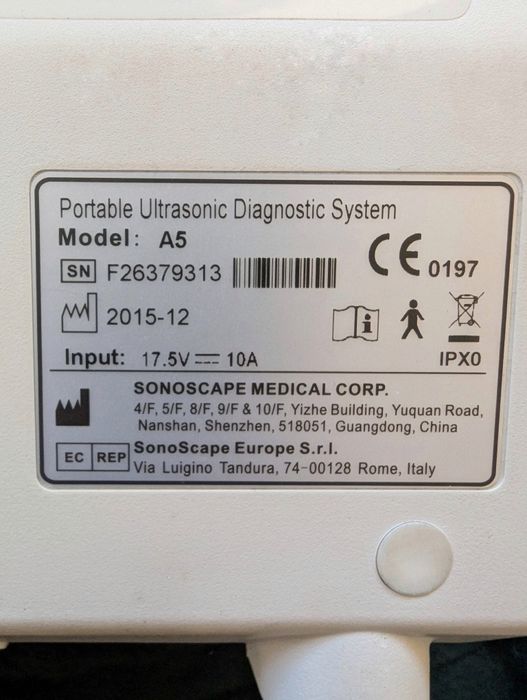 Portable Ultrasonic Diagnostic System
Model: A5
SN F26379313
CE 0197
2015-12
Input: 17.5V⎓10A
IPX0
SONOSCAPE MEDICAL CORP.
4/F, 5/F, 8/F, 9/F & 10/F, Yizhe Building, Yuquan Road,
Nanshan, Shenzhen, 518051, Guangdong, China
EC REP SonoScape Europe S.r.l.
Via Luigino Tandura, 74-00128 Rome, Italy